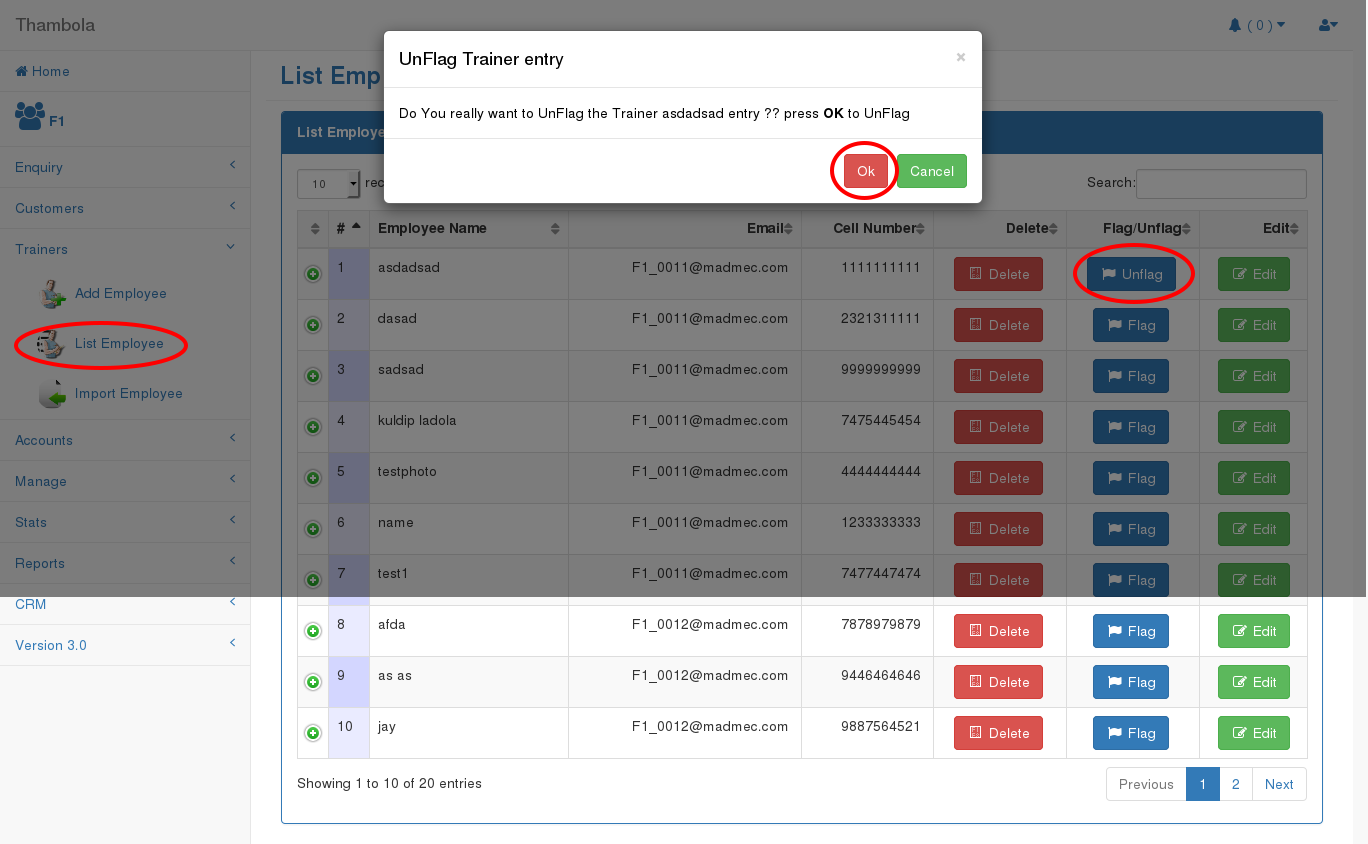 Thambola
( 0 )
Home
F1
Enquiry
Customers
Trainers
Add Employee
List Employee
Import Employee
Accounts
Manage
Stats
Reports
CRM
Version 3.0
UnFlag Trainer entry ×
Do You really want to UnFlag the Trainer asdadsad entry ?? press OK to UnFlag
Ok Cancel
List Emp
List Employe
10 rec Search:
# Employee Name Email Cell Number Delete Flag/Unflag Edit
1 asdadsad F1_0011@madmec.com 1111111111 Delete Unflag Edit
2 dasad F1_0011@madmec.com 2321311111 Delete Flag Edit
3 sadsad F1_0011@madmec.com 9999999999 Delete Flag Edit
4 kuldip ladola F1_0011@madmec.com 7475445454 Delete Flag Edit
5 testphoto F1_0011@madmec.com 4444444444 Delete Flag Edit
6 name F1_0011@madmec.com 1233333333 Delete Flag Edit
7 test1 F1_0011@madmec.com 7477447474 Delete Flag Edit
8 afda F1_0012@madmec.com 7878979879 Delete Flag Edit
9 as as F1_0012@madmec.com 9446464646 Delete Flag Edit
10 jay F1_0012@madmec.com 9887564521 Delete Flag Edit
Showing 1 to 10 of 20 entries Previous 1 2 Next